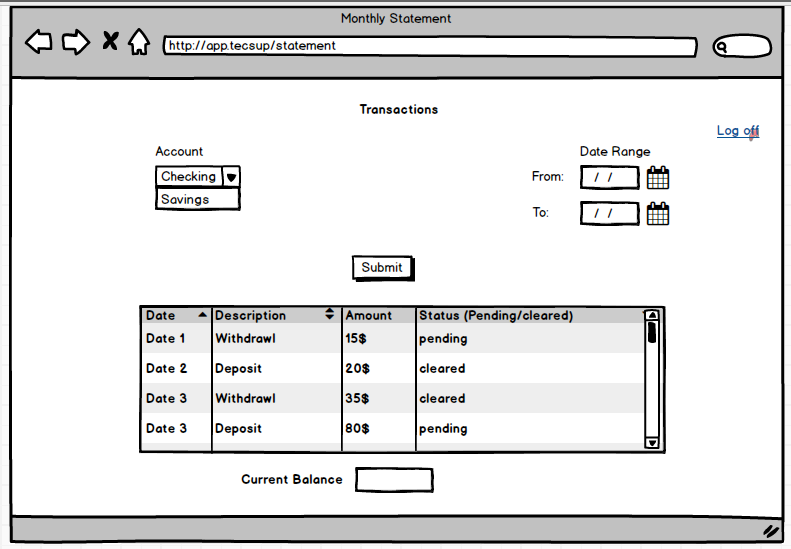 Monthly Statement
http://app.tecsup/statement
Transactions
Log off
Account
Date Range
Checking
From: / /
Savings
To: / /
Submit
Date Description Amount Status (Pending/cleared)
Date 1 Withdrawl 15$ pending
Date 2 Deposit 20$ cleared
Date 3 Withdrawl 35$ cleared
Date 3 Deposit 80$ pending
Current Balance